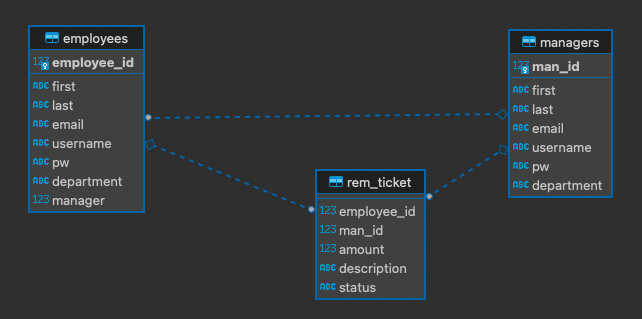 employees
123 employee_id
ABC first
ABC last
ABC email
ABC username
ABC pw
ABC department
123 manager
managers
123 man_id
ABC first
ABC last
ABC email
ABC username
ABC pw
ABC department
rem_ticket
123 employee_id
123 man_id
123 amount
ABC description
ABC status